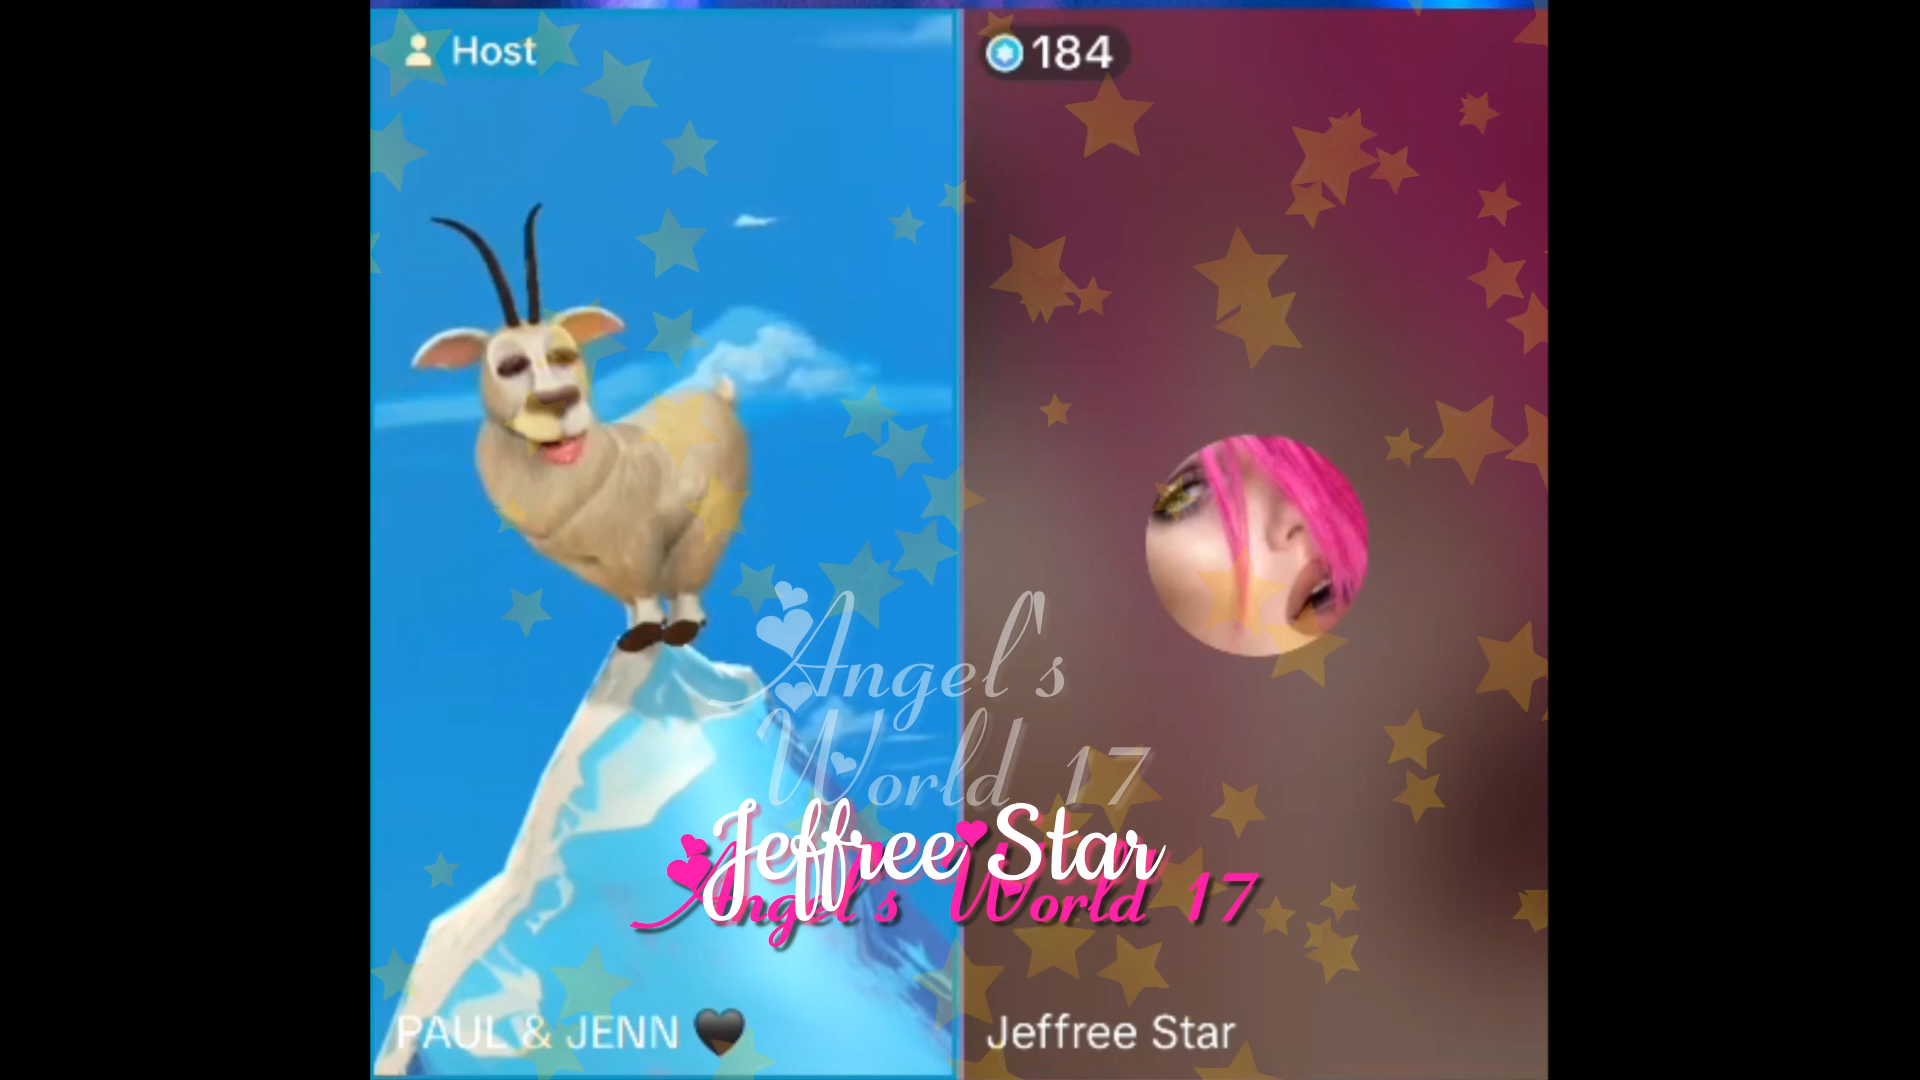 Host
184
Angel's
World 17
Jeffree Star
Angel's World 17
PAUL & JENN 🖤
Jeffree Star